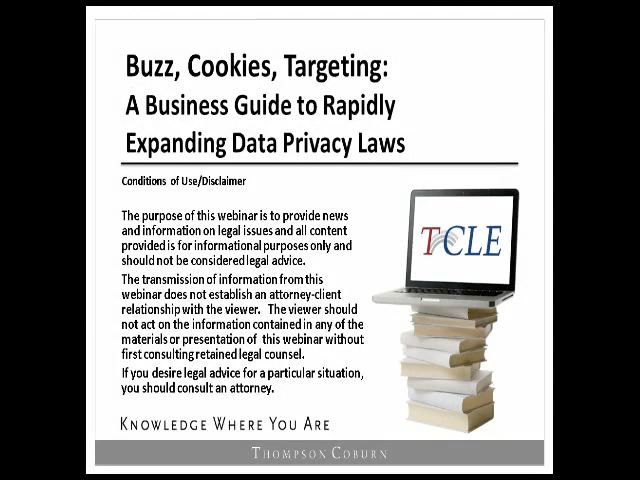 Buzz, Cookies, Targeting:
A Business Guide to Rapidly
Expanding Data Privacy Laws
Conditions of Use/Disclaimer
The purpose of this webinar is to provide news
and information on legal issues and all content
provided is for informational purposes only and
should not be considered legal advice.
The transmission of information from this
webinar does not establish an attorney-client
relationship with the viewer. The viewer should
not act on the information contained in any of the
materials or presentation of this webinar without
first consulting retained legal counsel.
If you desire legal advice for a particular situation,
you should consult an attorney.
TCLE
KNOWLEDGE WHERE YOU ARE
THOMPSON COBURN